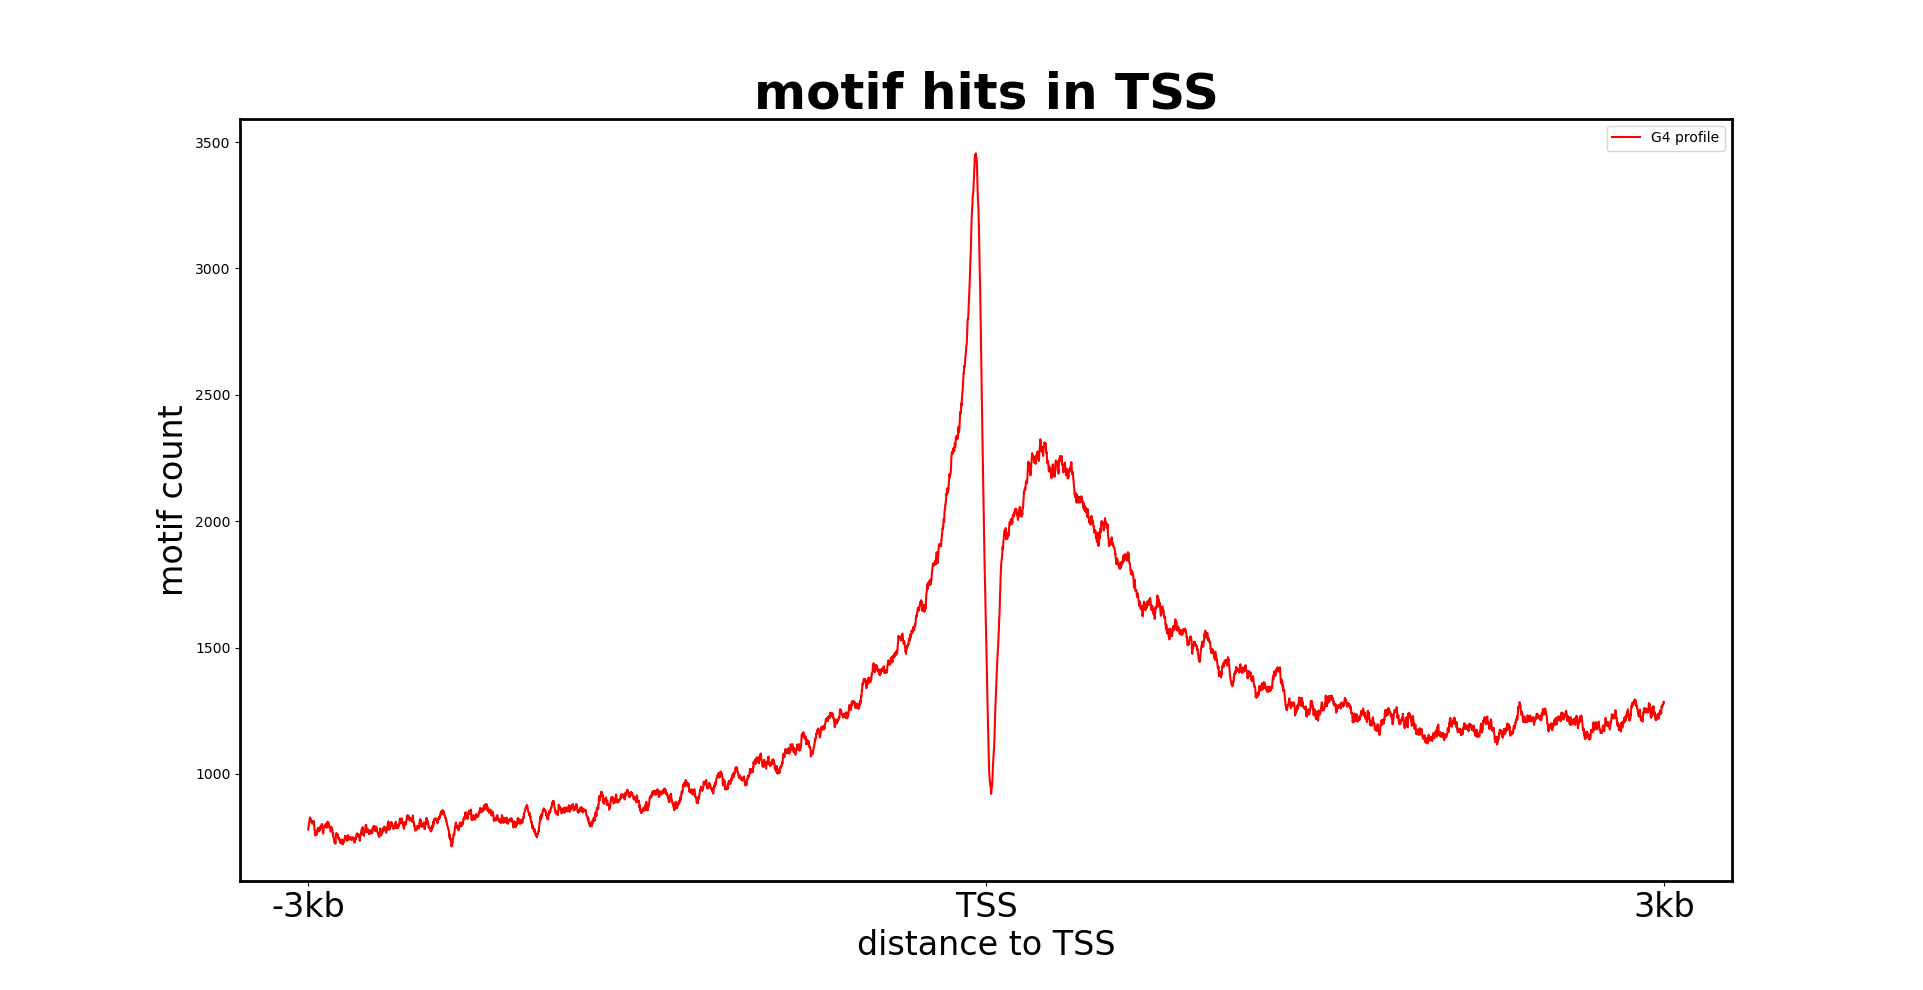 motif hits in TSS
G4 profile
3500
3000
2500
2000
1500
1000
motif count
-3kb
TSS
3kb
distance to TSS